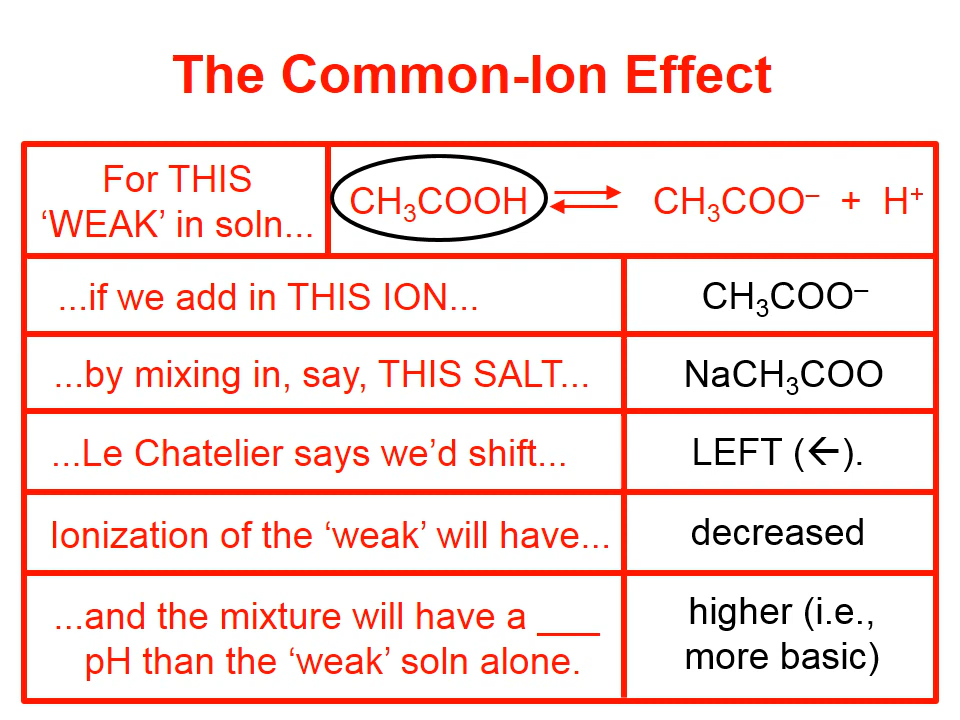 The Common-Ion Effect
For THIS
‘WEAK’ in soln...
CH₃COOH ⇌ CH₃COO⁻ + H⁺
...if we add in THIS ION...
CH₃COO⁻
...by mixing in, say, THIS SALT...
NaCH₃COO
...Le Chatelier says we’d shift...
LEFT (←).
Ionization of the ‘weak’ will have...
decreased
...and the mixture will have a ___
pH than the ‘weak’ soln alone.
higher (i.e.,
more basic)